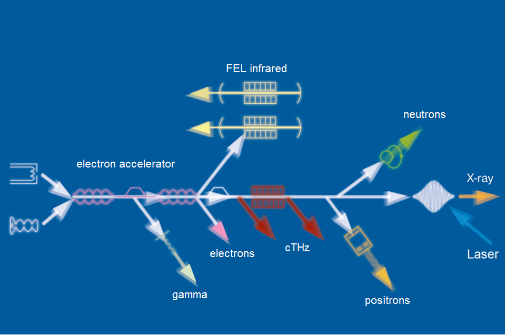 FEL infrared
neutrons
electron accelerator
X-ray
electrons
cTHz
Laser
gamma
positrons